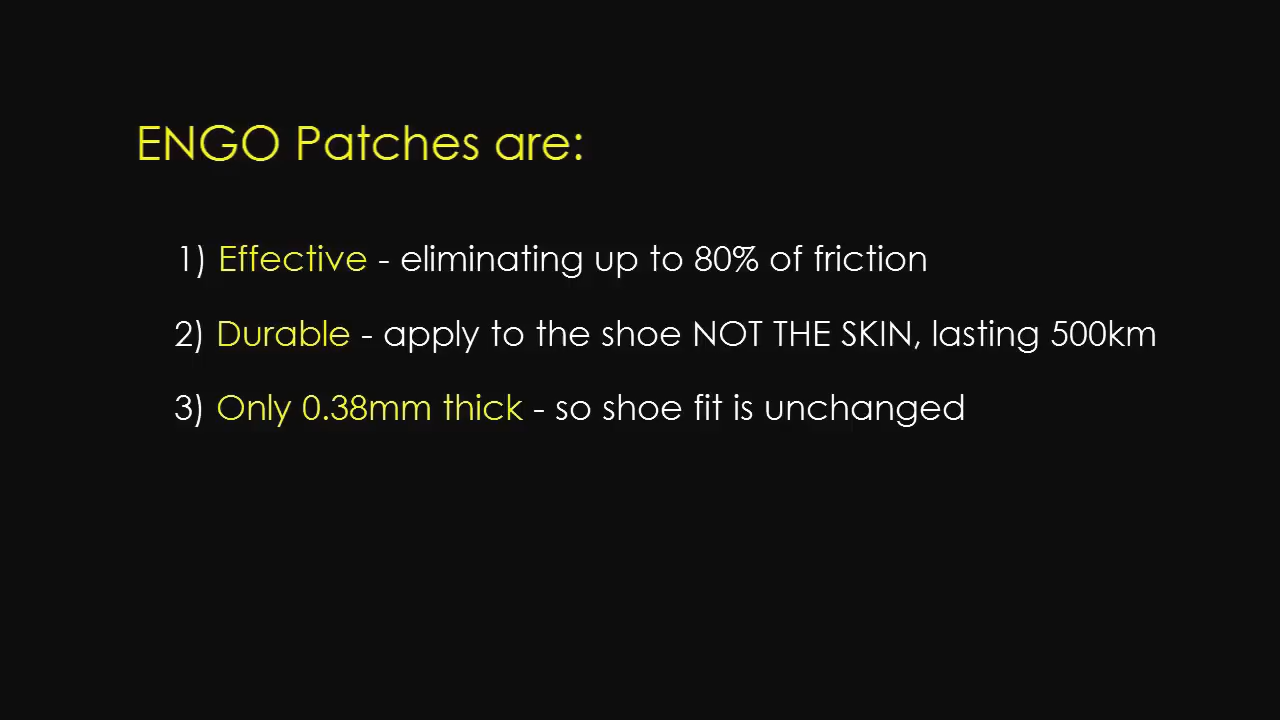 ENGO Patches are:
1) Effective - eliminating up to 80% of friction
2) Durable - apply to the shoe NOT THE SKIN, lasting 500km
3) Only 0.38mm thick - so shoe fit is unchanged